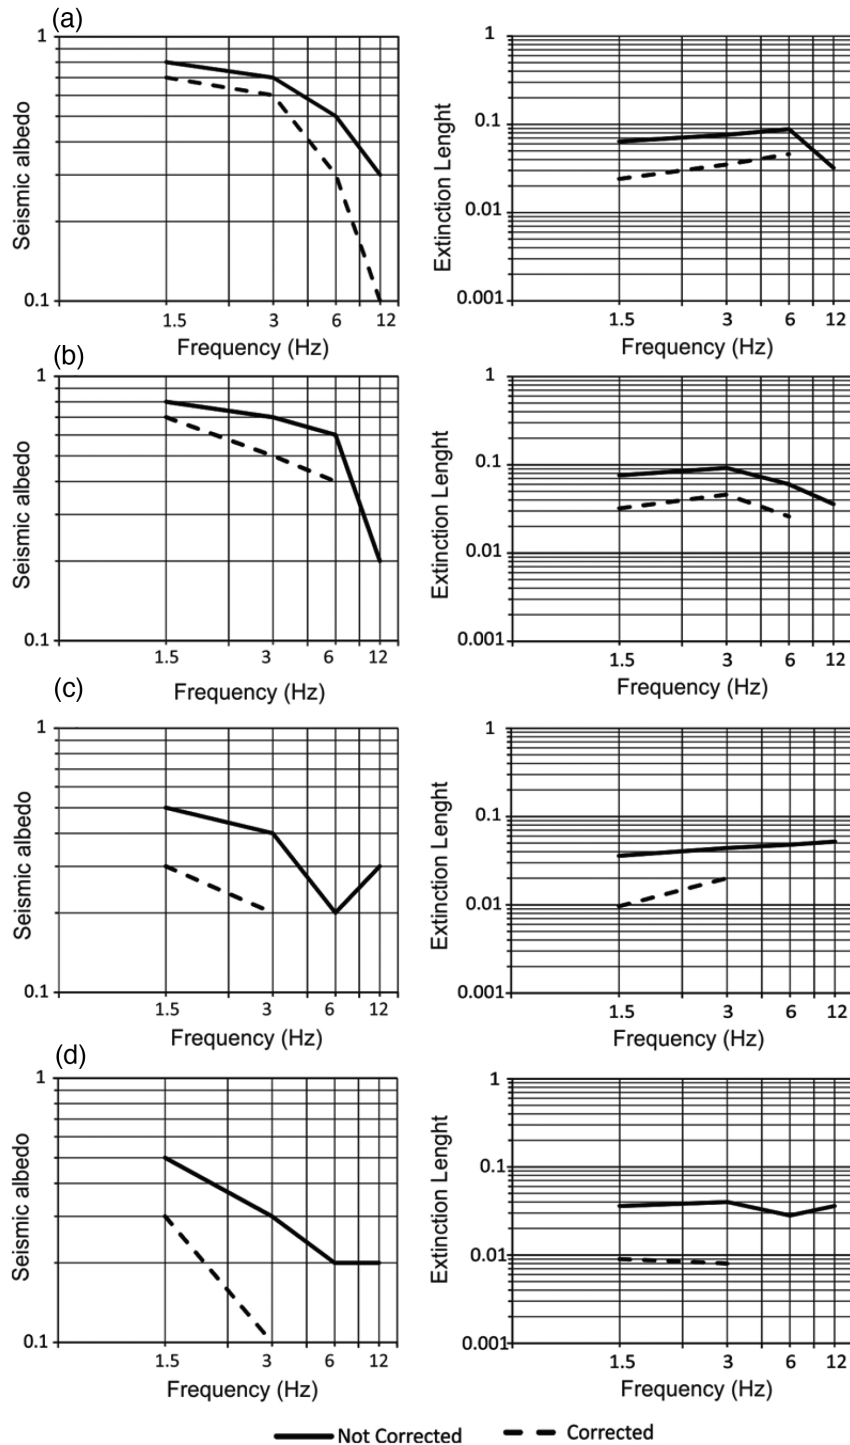 (a)
1
0.1
Seismic albedo
1.5 3 6 12
Frequency (Hz)
1
0.1
0.01
0.001
Extinction Lenght
1.5 3 6 12
Frequency (Hz)
(b)
1
0.1
Seismic albedo
1.5 3 6 12
Frequency (Hz)
1
0.1
0.01
0.001
Extinction Lenght
1.5 3 6 12
Frequency (Hz)
(c)
1
0.1
Seismic albedo
1.5 3 6 12
Frequency (Hz)
1
0.1
0.01
0.001
Extinction Lenght
1.5 3 6 12
Frequency (Hz)
(d)
1
0.1
Seismic albedo
1.5 3 6 12
Frequency (Hz)
1
0.1
0.01
0.001
Extinction Lenght
1.5 3 6 12
Frequency (Hz)
Not Corrected Corrected